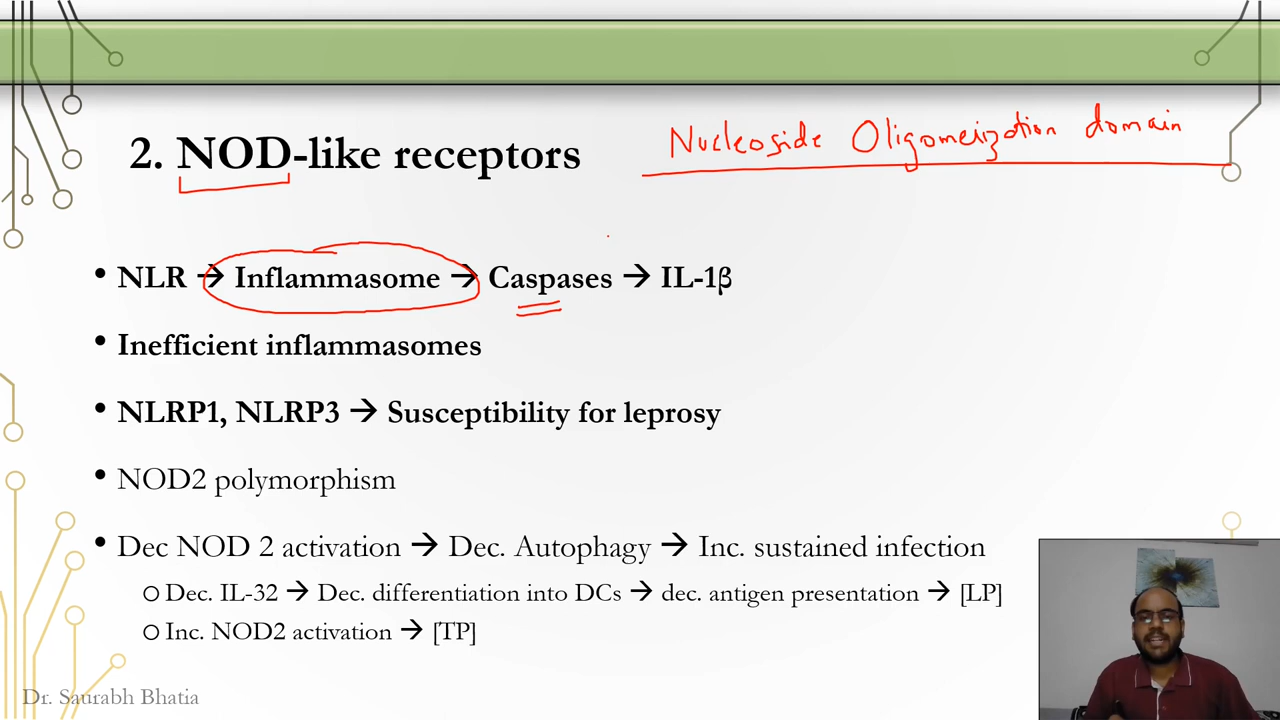 2. NOD-like receptors
Nucleoside Oligomeization domain
• NLR → Inflammasome → Caspases → IL-1β
• Inefficient inflammasomes
• NLRP1, NLRP3 → Susceptibility for leprosy
• NOD2 polymorphism
• Dec NOD 2 activation → Dec. Autophagy → Inc. sustained infection
o Dec. IL-32 → Dec. differentiation into DCs → dec. antigen presentation → [LP]
o Inc. NOD2 activation → [TP]
Dr. Saurabh Bhatia